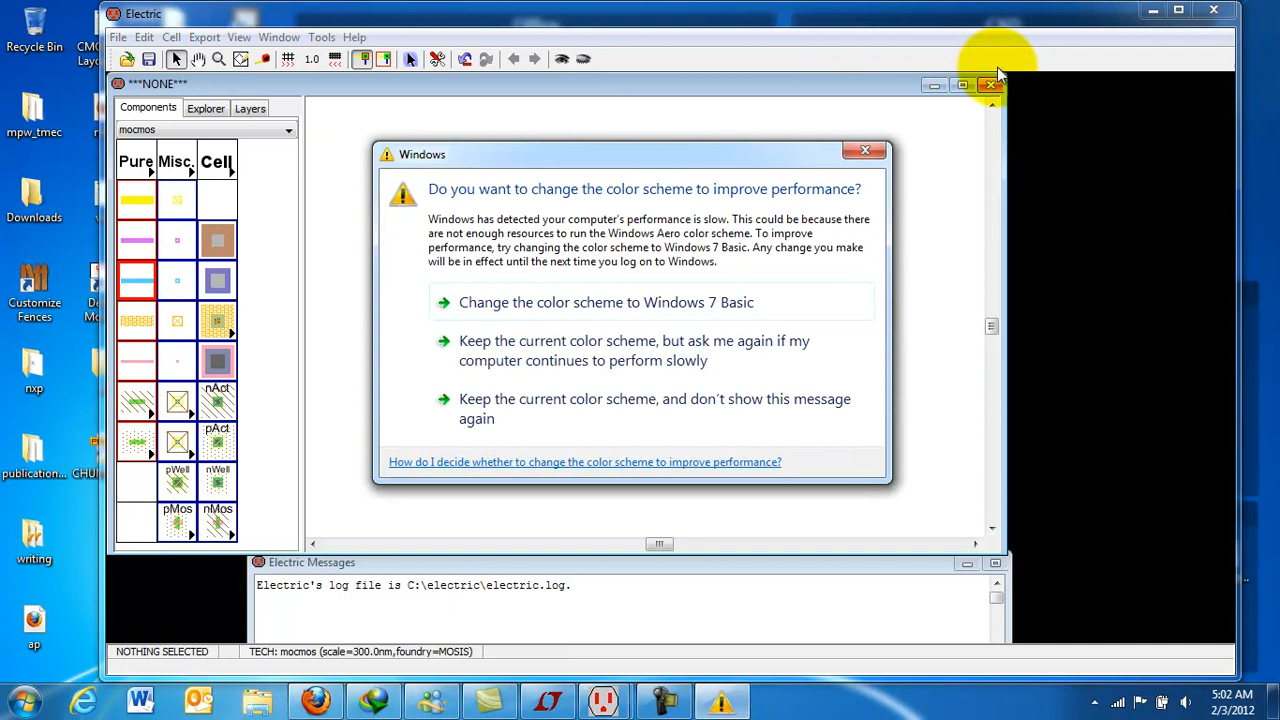 Recycle Bin
mpw_tmec
Downloads
Customize
Fences
nxp
publication...
writing
ap
Electric
File Edit Cell Export View Window Tools Help
1.0
***NONE***
Components Explorer Layers
mocmos
Pure Misc. Cell
nAct
pAct
pWell nWell
pMos nMos
Windows
Do you want to change the color scheme to improve performance?
Windows has detected your computer's performance is slow. This could be because there
are not enough resources to run the Windows Aero color scheme. To improve
performance, try changing the color scheme to Windows 7 Basic. Any change you make
will be in effect until the next time you log on to Windows.
Change the color scheme to Windows 7 Basic
Keep the current color scheme, but ask me again if my
computer continues to perform slowly
Keep the current color scheme, and don't show this message
again
How do I decide whether to change the color scheme to improve performance?
Electric Messages
Electric's log file is C:\electric\electric.log.
NOTHING SELECTED TECH: mocmos (scale=300.0nm,foundry=MOSIS)
5:02 AM
2/3/2012